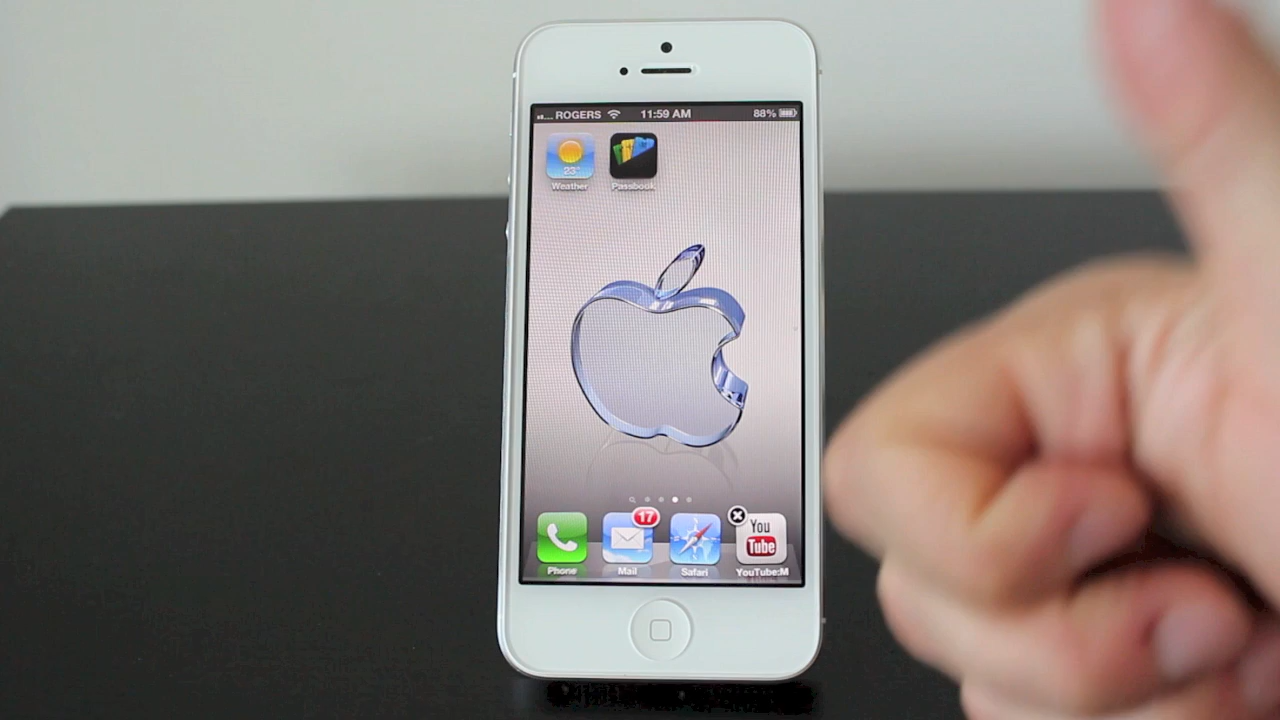 ROGERS 11:59 AM 88%
23°
Weather Passbook
17
You
Tube
Phone Mail Safari YouTube:M